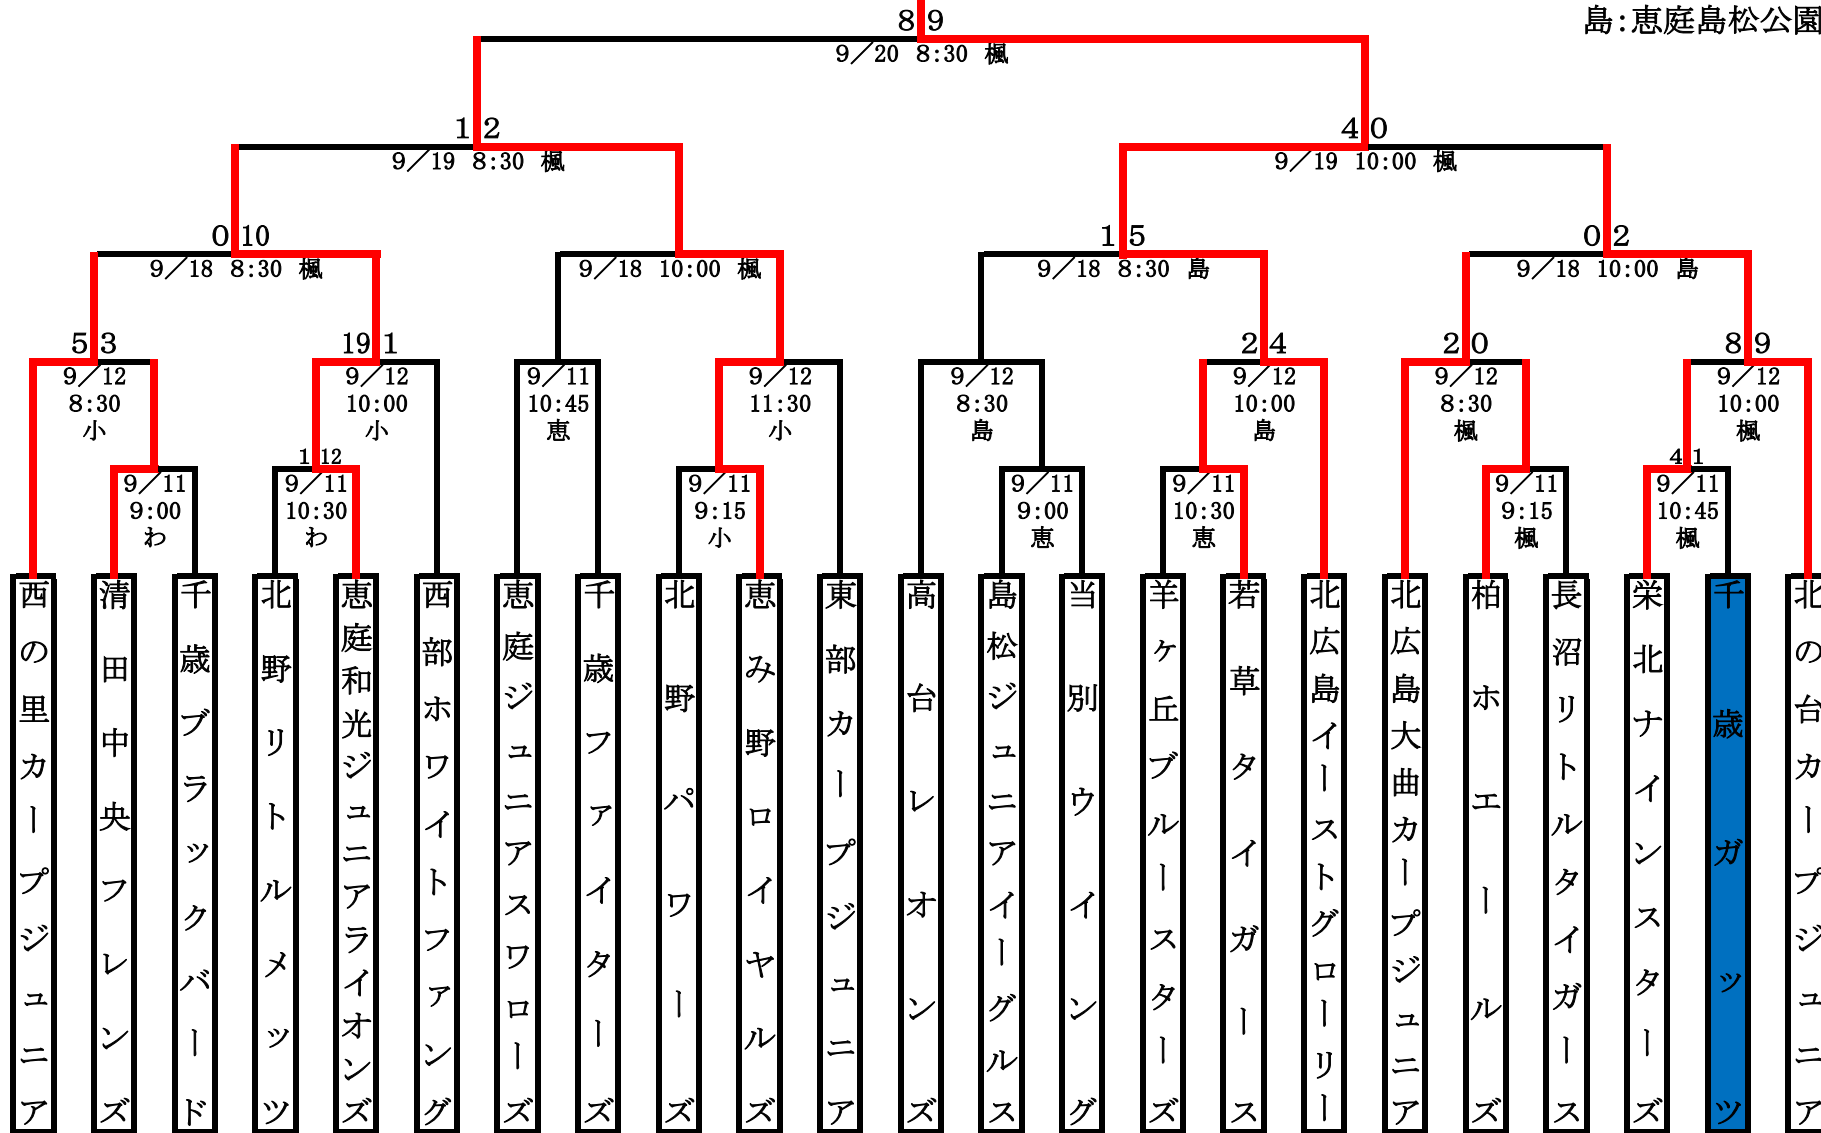 島:恵庭島松公園
8 9
9／20 8:30 楓
1 2
9／19 8:30 楓
4 0
9／19 10:00 楓
0 10
9／18 8:30 楓
9／18 10:00 楓
1 5
9／18 8:30 島
0 2
9／18 10:00 島
5 3
9／12
8:30
小
19 1
9／12
10:00
小
9／11
10:45
恵
9／12
11:30
小
9／12
8:30
島
2 4
9／12
10:00
島
2 0
9／12
8:30
楓
8 9
9／12
10:00
楓
9／11
9:00
わ
1 12
9／11
10:30
わ
9／11
9:15
小
9／11
9:00
恵
9／11
10:30
恵
9／11
9:15
楓
4 1
9／11
10:45
楓
西の里カープジュニア
清田中央フレンズ
千歳ブラックバード
北野リトルメッツ
恵庭和光ジュニアライオンズ
西部ホワイトファング
恵庭ジュニアスワローズ
千歳ファイターズ
北野パワーズ
恵み野ロイヤルズ
東部カープジュニア
高台レオンズ
島松ジュニアイーグルス
当別ウイング
羊ヶ丘ブルースターズ
若草タイガース
北広島イーストグローリー
北広島大曲カープジュニア
柏ホエールズ
長沼リトルタイガース
栄北ナインスターズ
千歳ガッツ
北の台カープジュニア